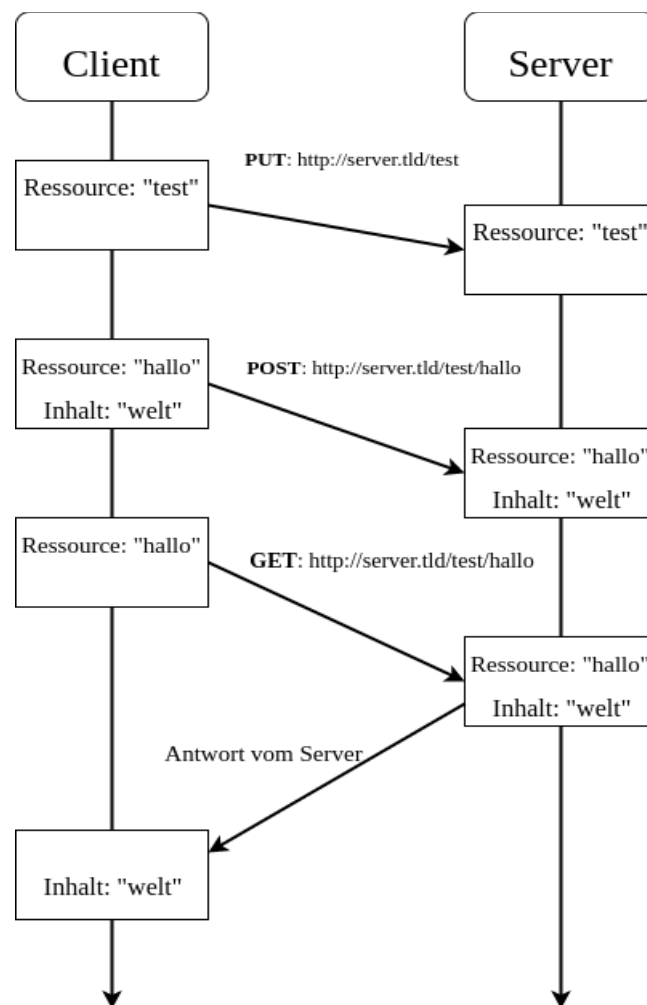 Client
Server
PUT: http://server.tld/test
Ressource: "test"
Ressource: "test"
Ressource: "hallo"
Inhalt: "welt"
POST: http://server.tld/test/hallo
Ressource: "hallo"
Inhalt: "welt"
Ressource: "hallo"
GET: http://server.tld/test/hallo
Ressource: "hallo"
Inhalt: "welt"
Antwort vom Server
Inhalt: "welt"